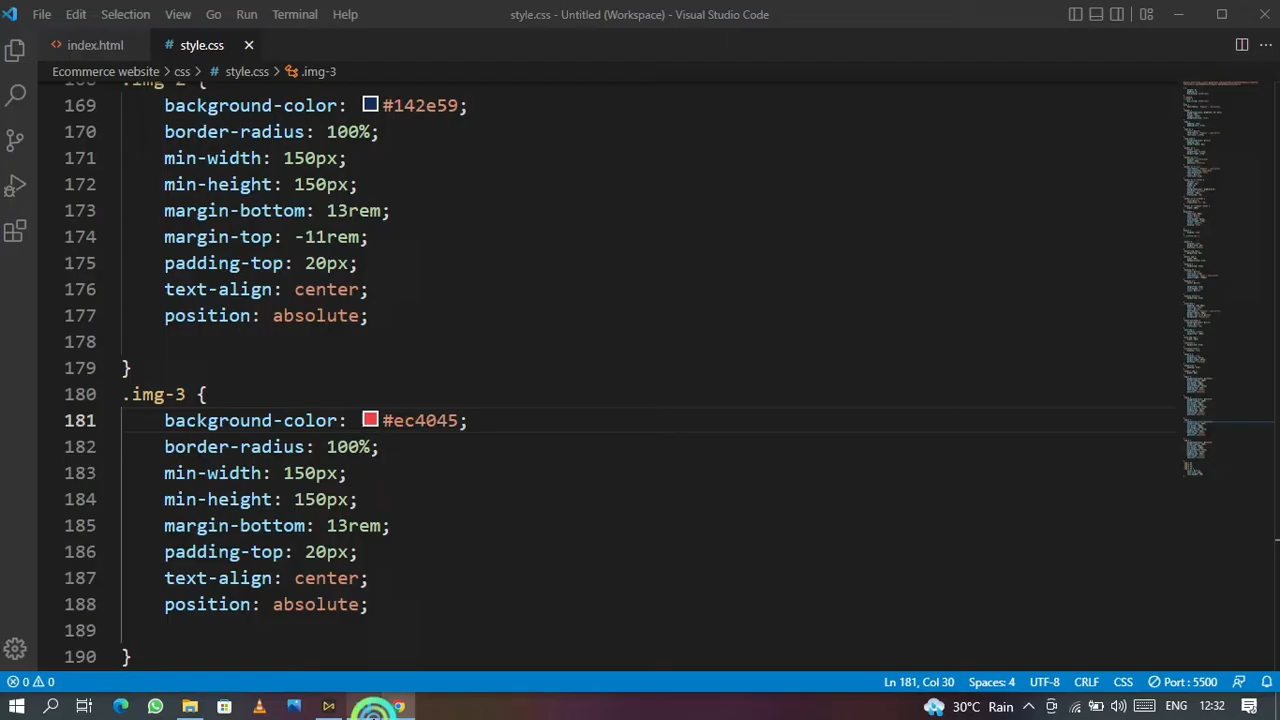 File Edit Selection View Go Run Terminal Help style.css - Untitled (Workspace) - Visual Studio Code
index.html # style.css
Ecommerce website > css > # style.css > .img-3
169 background-color: #142e59;
170 border-radius: 100%;
171 min-width: 150px;
172 min-height: 150px;
173 margin-bottom: 13rem;
174 margin-top: -11rem;
175 padding-top: 20px;
176 text-align: center;
177 position: absolute;
178
179 }
180 .img-3 {
181 background-color: #ec4045;
182 border-radius: 100%;
183 min-width: 150px;
184 min-height: 150px;
185 margin-bottom: 13rem;
186 padding-top: 20px;
187 text-align: center;
188 position: absolute;
189
190 }
0 0 Ln 181, Col 30 Spaces: 4 UTF-8 CRLF CSS Port : 5500
30°C Rain ENG 12:32